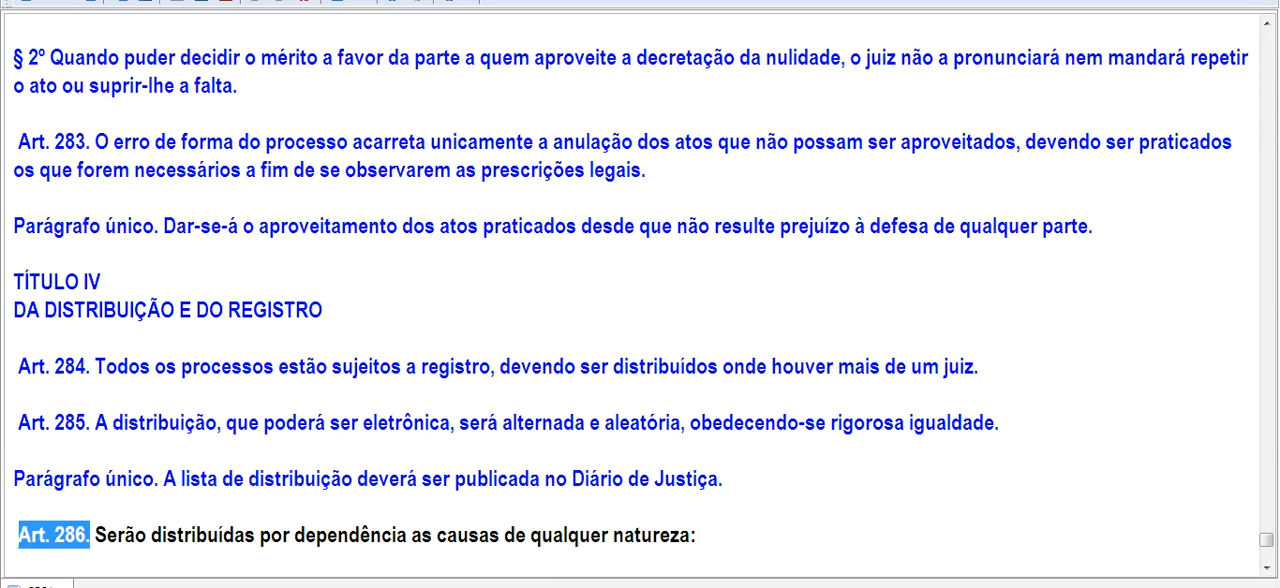 § 2º Quando puder decidir o mérito a favor da parte a quem aproveite a decretação da nulidade, o juiz não a pronunciará nem mandará repetir
o ato ou suprir-lhe a falta.
Art. 283. O erro de forma do processo acarreta unicamente a anulação dos atos que não possam ser aproveitados, devendo ser praticados
os que forem necessários a fim de se observarem as prescrições legais.
Parágrafo único. Dar-se-á o aproveitamento dos atos praticados desde que não resulte prejuízo à defesa de qualquer parte.
TÍTULO IV
DA DISTRIBUIÇÃO E DO REGISTRO
Art. 284. Todos os processos estão sujeitos a registro, devendo ser distribuídos onde houver mais de um juiz.
Art. 285. A distribuição, que poderá ser eletrônica, será alternada e aleatória, obedecendo-se rigorosa igualdade.
Parágrafo único. A lista de distribuição deverá ser publicada no Diário de Justiça.
Art. 286. Serão distribuídas por dependência as causas de qualquer natureza: